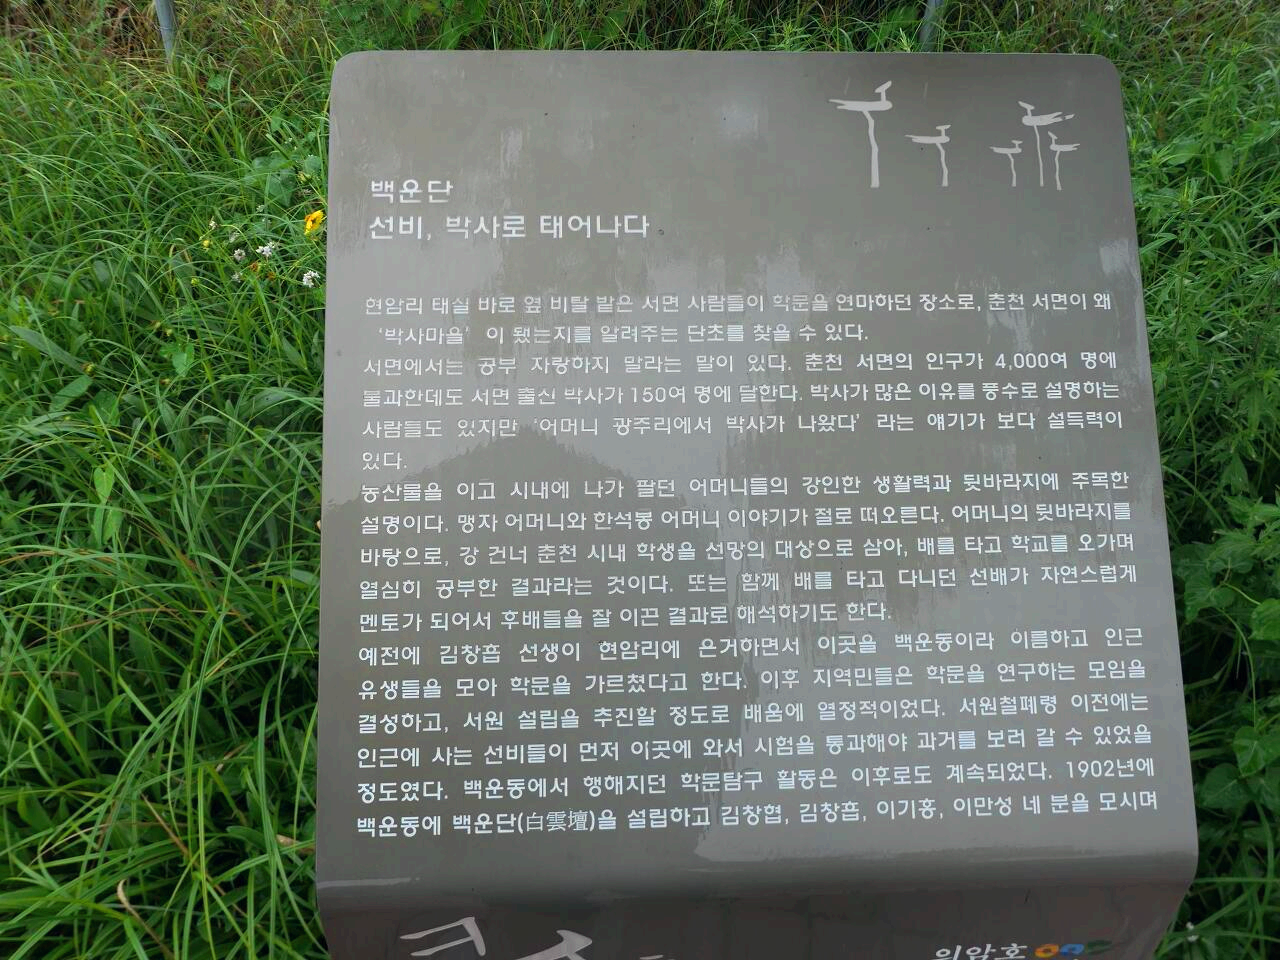 백운단
선비, 박사로 태어나다
현암리 태실 바로 옆 비탈 밭은 서면 사람들이 학문을 연마하던 장소로, 춘천 서면이 왜
‘박사마을’ 이 됐는지를 알려주는 단초를 찾을 수 있다.
서면에서는 공부 자랑하지 말라는 말이 있다. 춘천 서면의 인구가 4,000여 명에
불과한데도 서면 출신 박사가 150여 명에 달한다. 박사가 많은 이유를 풍수로 설명하는
사람들도 있지만 ‘어머니 광주리에서 박사가 나왔다’ 라는 얘기가 보다 설득력이
있다.
농산물을 이고 시내에 나가 팔던 어머니들의 강인한 생활력과 뒷바라지에 주목한
설명이다. 맹자 어머니와 한석봉 어머니 이야기가 절로 떠오른다. 어머니의 뒷바라지를
바탕으로, 강 건너 춘천 시내 학생을 선망의 대상으로 삼아, 배를 타고 학교를 오가며
열심히 공부한 결과라는 것이다. 또는 함께 배를 타고 다니던 선배가 자연스럽게
멘토가 되어서 후배들을 잘 이끈 결과로 해석하기도 한다.
예전에 김창흡 선생이 현암리에 은거하면서 이곳을 백운동이라 이름하고 인근
유생들을 모아 학문을 가르쳤다고 한다. 이후 지역민들은 학문을 연구하는 모임을
결성하고, 서원 설립을 추진할 정도로 배움에 열정적이었다. 서원철폐령 이전에는
인근에 사는 선비들이 먼저 이곳에 와서 시험을 통과해야 과거를 보러 갈 수 있었을
정도였다. 백운동에서 행해지던 학문탐구 활동은 이후로도 계속되었다. 1902년에
백운동에 백운단(白雲壇)을 설립하고 김창협, 김창흡, 이기홍, 이만성 네 분을 모시며
의암호